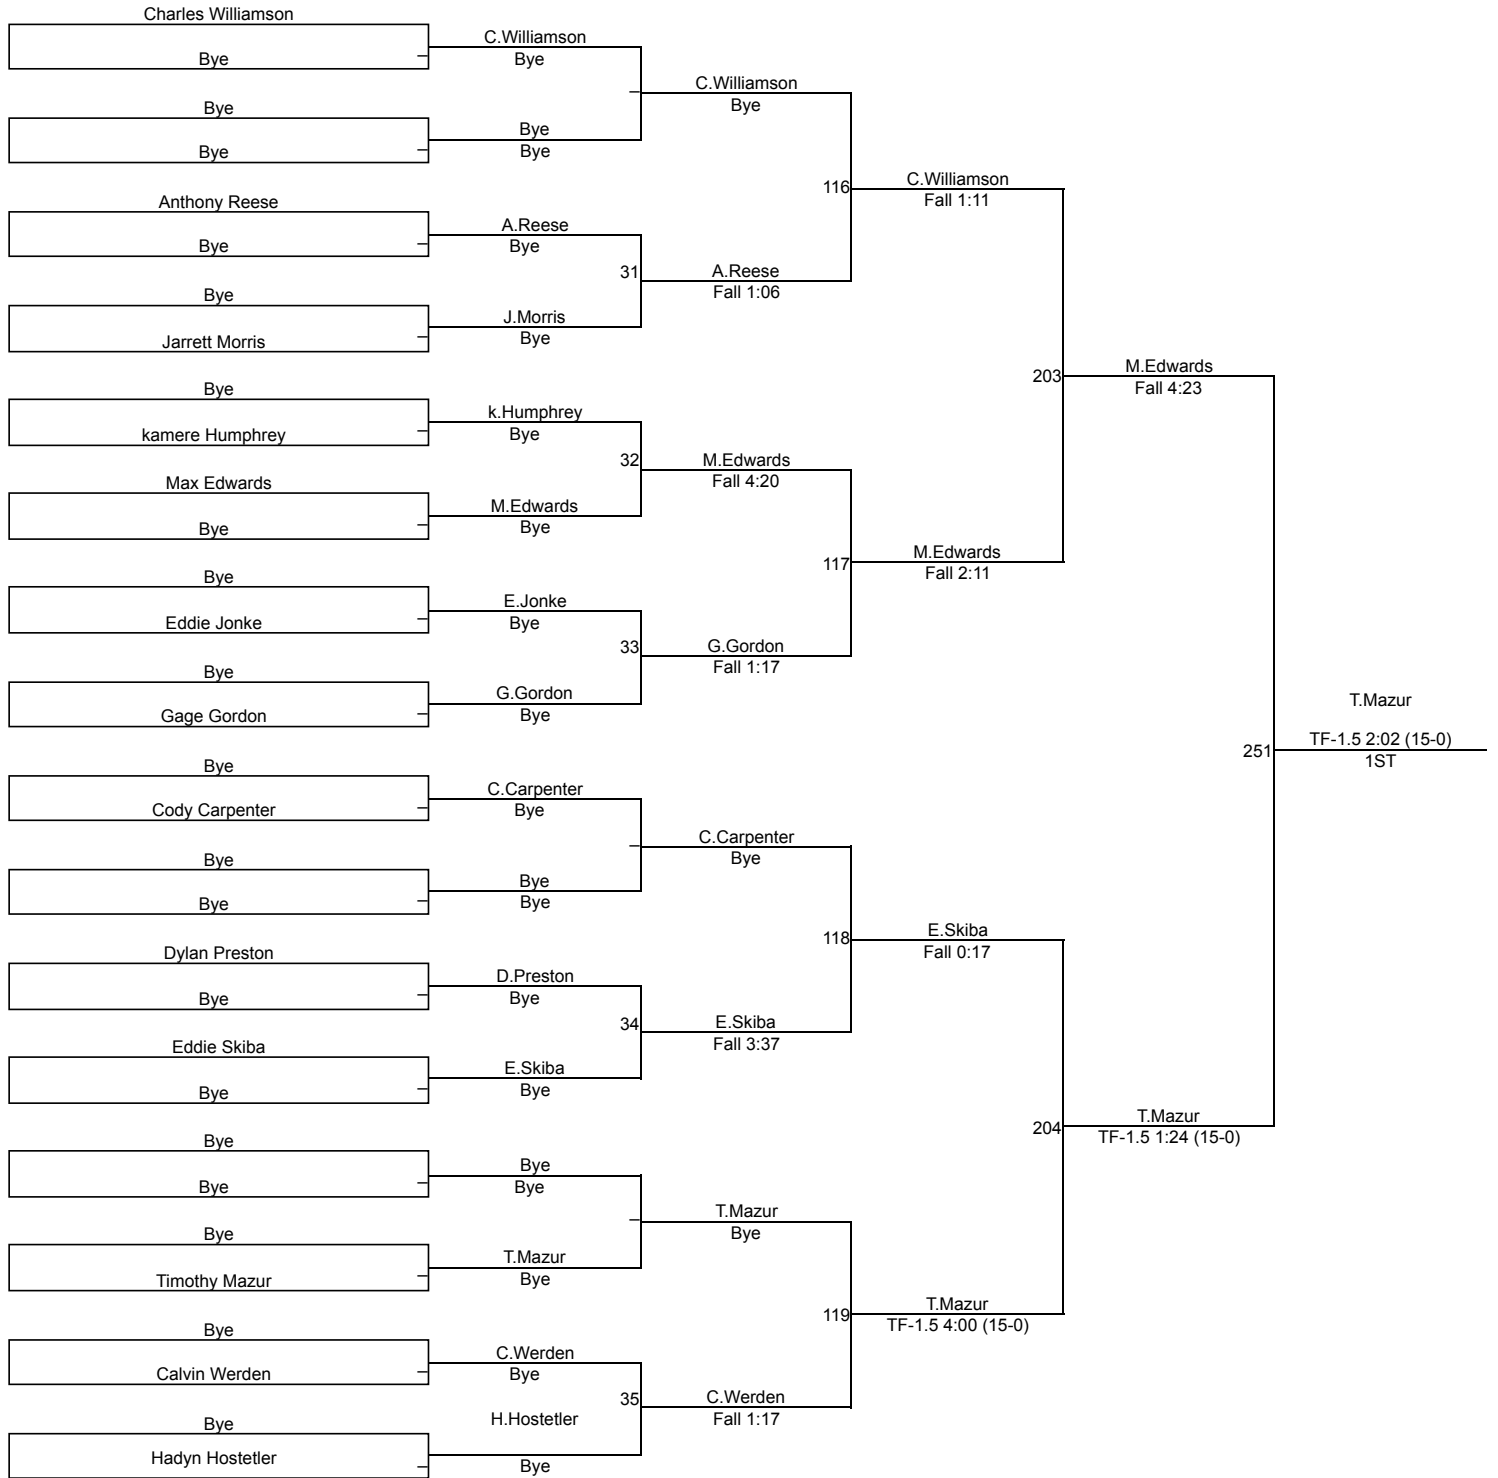 Charles Williamson
Bye
Bye
Bye
Anthony Reese
Bye
Bye
Jarrett Morris
Bye
kamere Humphrey
Max Edwards
Bye
Bye
Eddie Jonke
Bye
Gage Gordon
Bye
Cody Carpenter
Bye
Bye
Dylan Preston
Bye
Eddie Skiba
Bye
Bye
Bye
Bye
Timothy Mazur
Bye
Calvin Werden
Bye
Hadyn Hostetler
C.Williamson
Bye
Bye
Bye
A.Reese
Bye
31
J.Morris
Bye
k.Humphrey
Bye
32
M.Edwards
Bye
E.Jonke
Bye
33
G.Gordon
Bye
C.Carpenter
Bye
Bye
Bye
D.Preston
Bye
34
E.Skiba
Bye
Bye
Bye
T.Mazur
Bye
C.Werden
Bye
35
H.Hostetler
Bye
C.Williamson
Bye
116
A.Reese
Fall 1:06
M.Edwards
Fall 4:20
117
G.Gordon
Fall 1:17
C.Carpenter
Bye
118
E.Skiba
Fall 3:37
T.Mazur
Bye
119
C.Werden
Fall 1:17
C.Williamson
Fall 1:11
203
M.Edwards
Fall 2:11
E.Skiba
Fall 0:17
204
T.Mazur
TF-1.5 4:00 (15-0)
M.Edwards
Fall 4:23
251
T.Mazur
TF-1.5 1:24 (15-0)
T.Mazur
TF-1.5 2:02 (15-0)
1ST